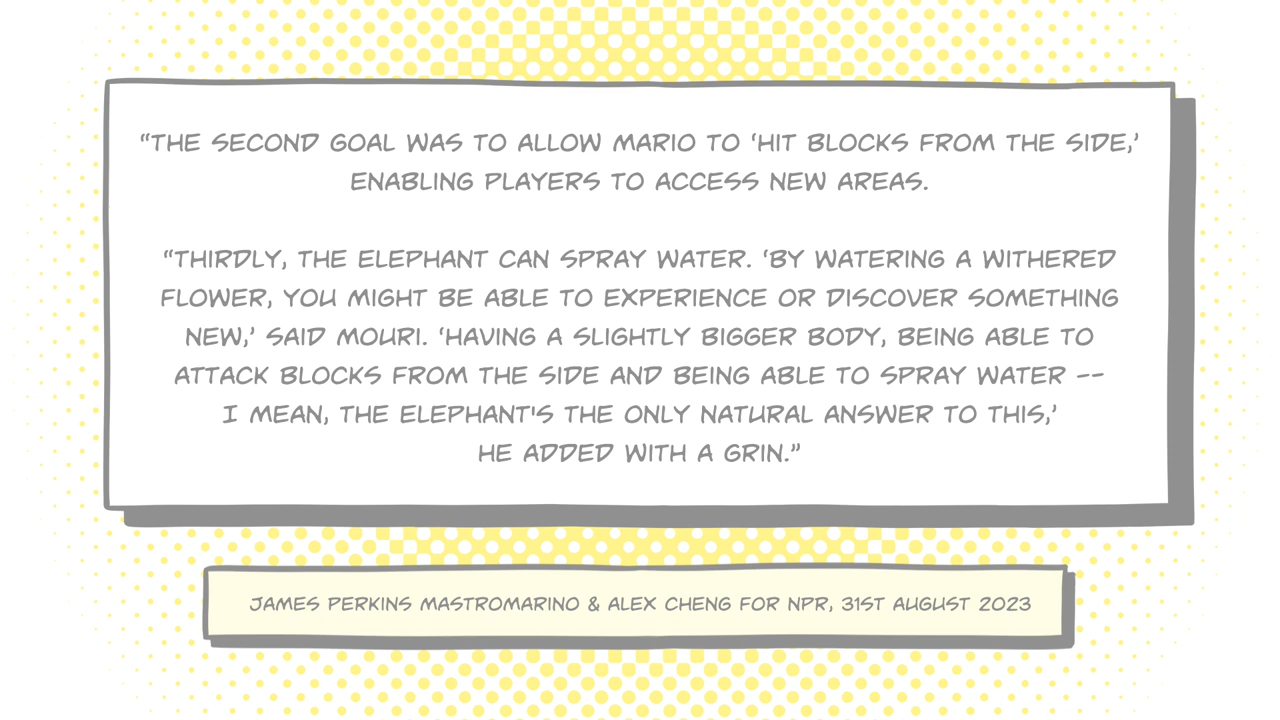 “THE SECOND GOAL WAS TO ALLOW MARIO TO ‘HIT BLOCKS FROM THE SIDE,’
ENABLING PLAYERS TO ACCESS NEW AREAS.
“THIRDLY, THE ELEPHANT CAN SPRAY WATER. ‘BY WATERING A WITHERED
FLOWER, YOU MIGHT BE ABLE TO EXPERIENCE OR DISCOVER SOMETHING
NEW,’ SAID MOURI. ‘HAVING A SLIGHTLY BIGGER BODY, BEING ABLE TO
ATTACK BLOCKS FROM THE SIDE AND BEING ABLE TO SPRAY WATER --
I MEAN, THE ELEPHANT'S THE ONLY NATURAL ANSWER TO THIS,’
HE ADDED WITH A GRIN.”
JAMES PERKINS MASTROMARINO & ALEX CHENG FOR NPR, 31ST AUGUST 2023